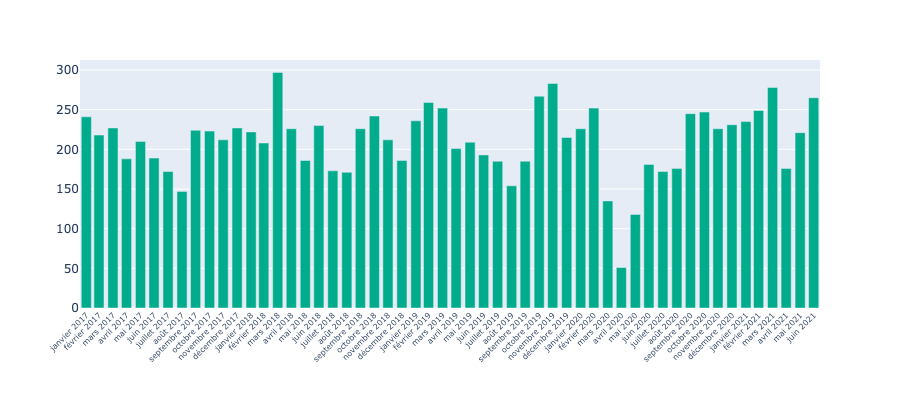 300
250
200
150
100
50
0
janvier 2017
février 2017
mars 2017
avril 2017
mai 2017
juin 2017
juillet 2017
août 2017
septembre 2017
octobre 2017
novembre 2017
décembre 2017
janvier 2018
février 2018
mars 2018
avril 2018
mai 2018
juin 2018
juillet 2018
août 2018
septembre 2018
octobre 2018
novembre 2018
décembre 2018
janvier 2019
février 2019
mars 2019
avril 2019
mai 2019
juin 2019
juillet 2019
août 2019
septembre 2019
octobre 2019
novembre 2019
décembre 2019
janvier 2020
février 2020
mars 2020
avril 2020
mai 2020
juin 2020
juillet 2020
août 2020
septembre 2020
octobre 2020
novembre 2020
décembre 2020
janvier 2021
février 2021
mars 2021
avril 2021
mai 2021
juin 2021